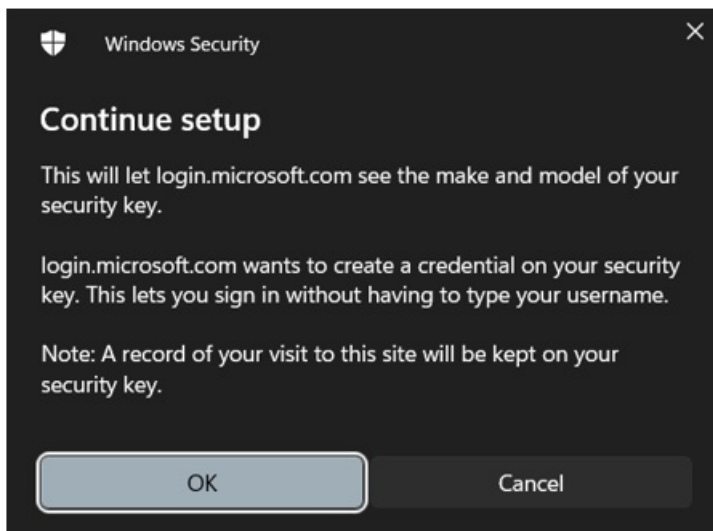 Windows Security
Continue setup
This will let login.microsoft.com see the make and model of your
security key.
login.microsoft.com wants to create a credential on your security
key. This lets you sign in without having to type your username.
Note: A record of your visit to this site will be kept on your
security key.
OK
Cancel